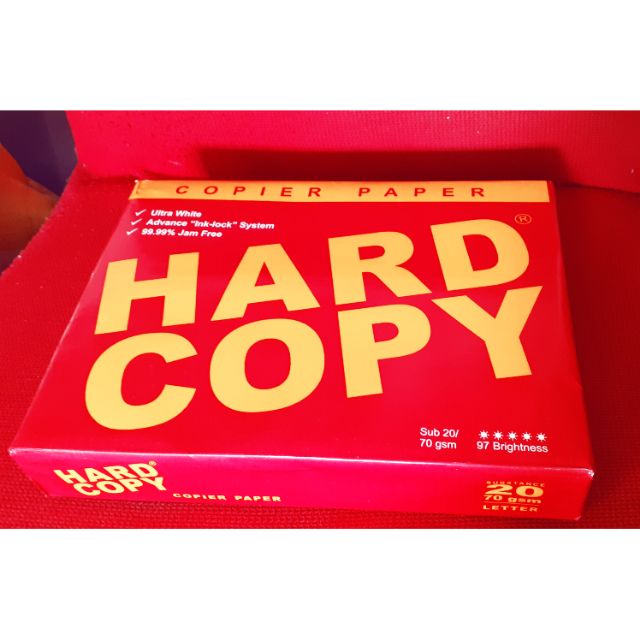 COPIER PAPER
Ultra White
Advance "Ink-lock" System
99.99% Jam Free
HARD ®
COPY
Sub 20/
70 gsm
97 Brightness
HARD ®
COPY
COPIER PAPER
SUBSTANCE
20
70 gsm
LETTER